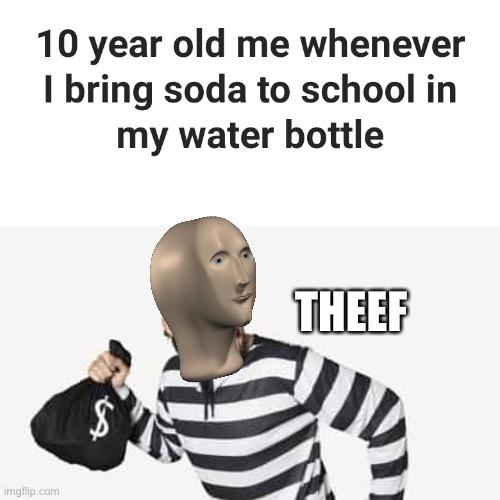 10 year old me whenever
I bring soda to school in
my water bottle
THEEF
$
imgflip.com